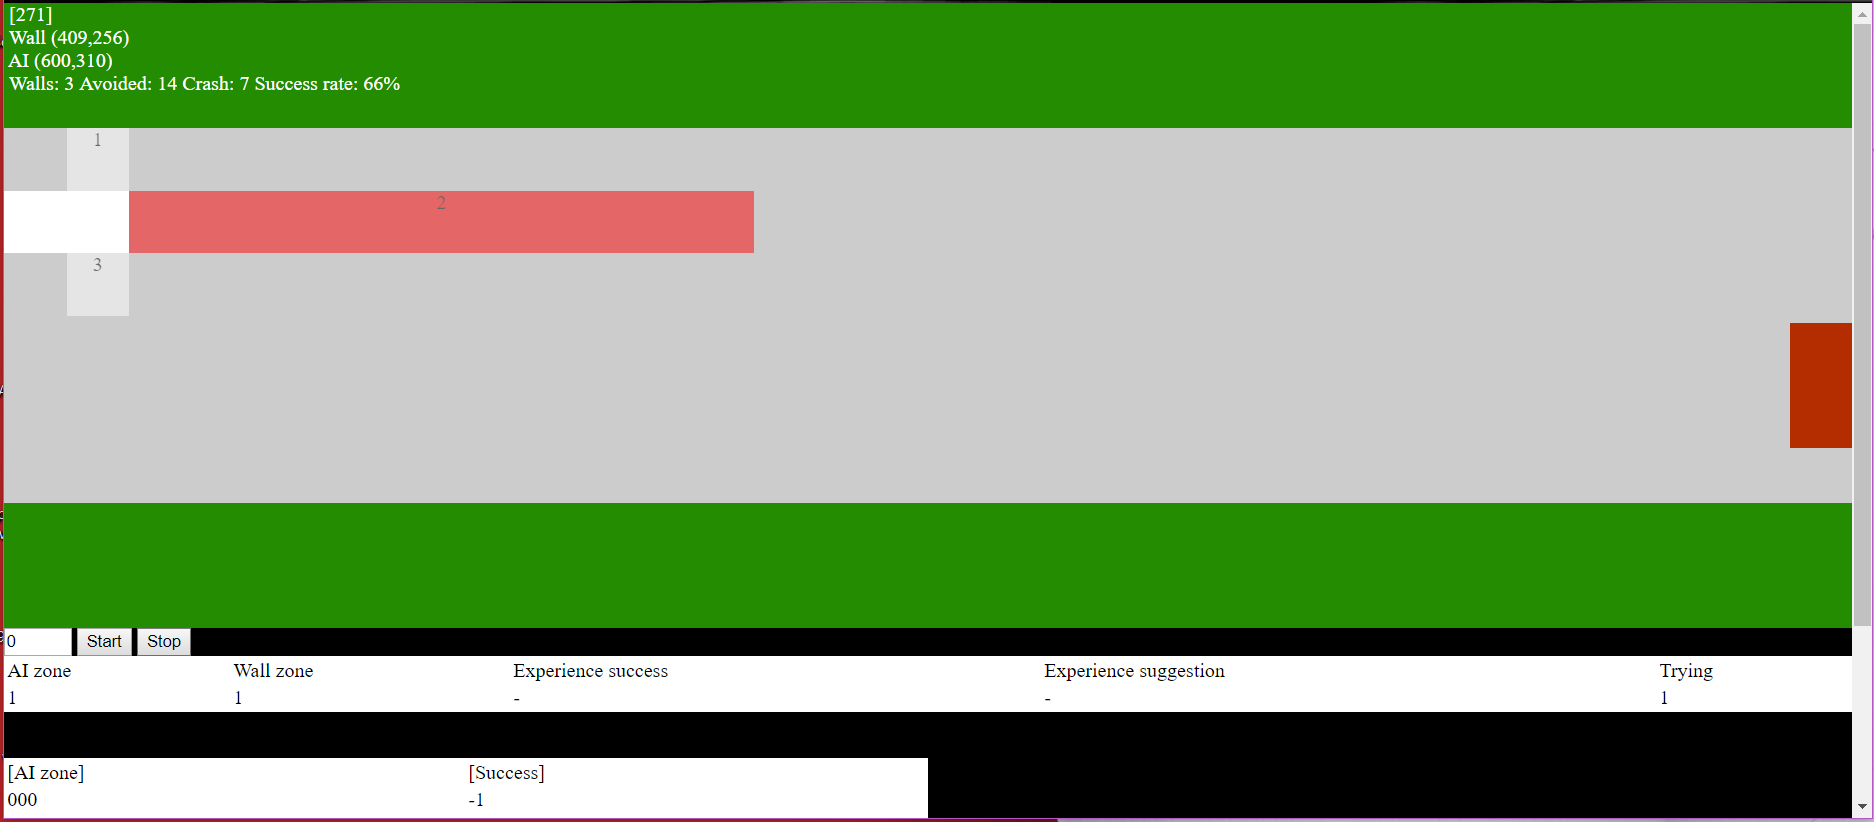 [271]
Wall (409,256)
AI (600,310)
Walls: 3 Avoided: 14 Crash: 7 Success rate: 66%
1
2
3
0 Start Stop
AI zone Wall zone Experience success Experience suggestion Trying
1 1 - - 1
[AI zone] [Success]
000 -1